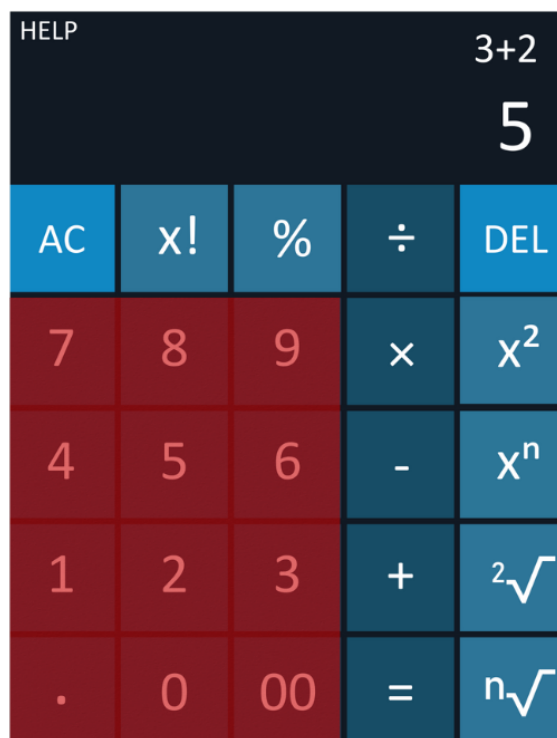 HELP
3+2
5
AC x! % ÷ DEL
7 8 9 × x²
4 5 6 - xⁿ
1 2 3 + ²√
. 0 00 = ⁿ√